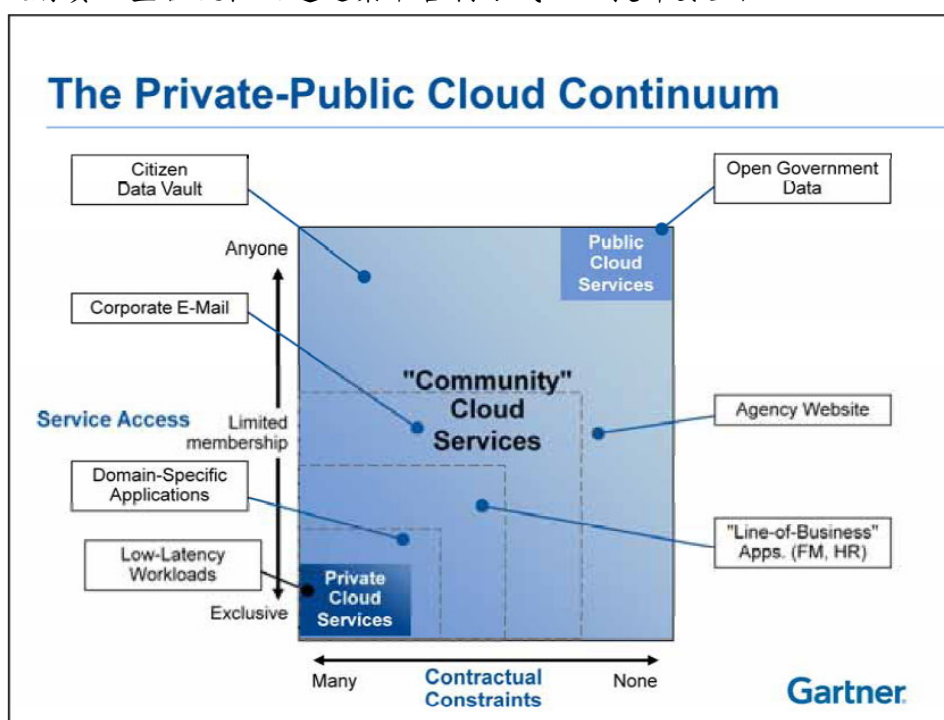 The Private-Public Cloud Continuum
Citizen
Data Vault
Open Government
Data
Anyone
Public
Cloud
Services
Corporate E-Mail
"Community"
Cloud
Services
Service Access
Limited
membership
Agency Website
Domain-Specific
Applications
"Line-of-Business"
Apps. (FM, HR)
Low-Latency
Workloads
Private
Cloud
Services
Exclusive
Many
Contractual
Constraints
None
Gartner